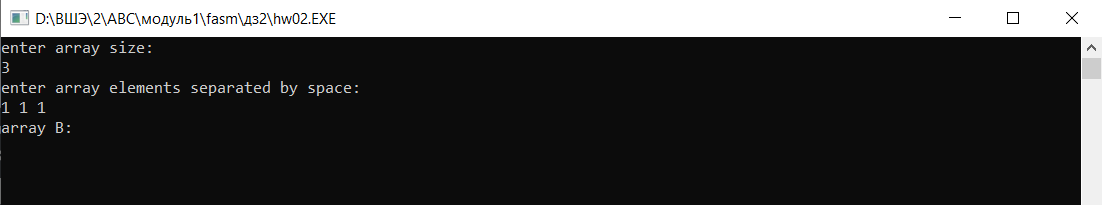 D:\ВШЭ\2\АВС\модуль1\fasm\дз2\hw02.EXE
enter array size:
3
enter array elements separated by space:
1 1 1
array B: